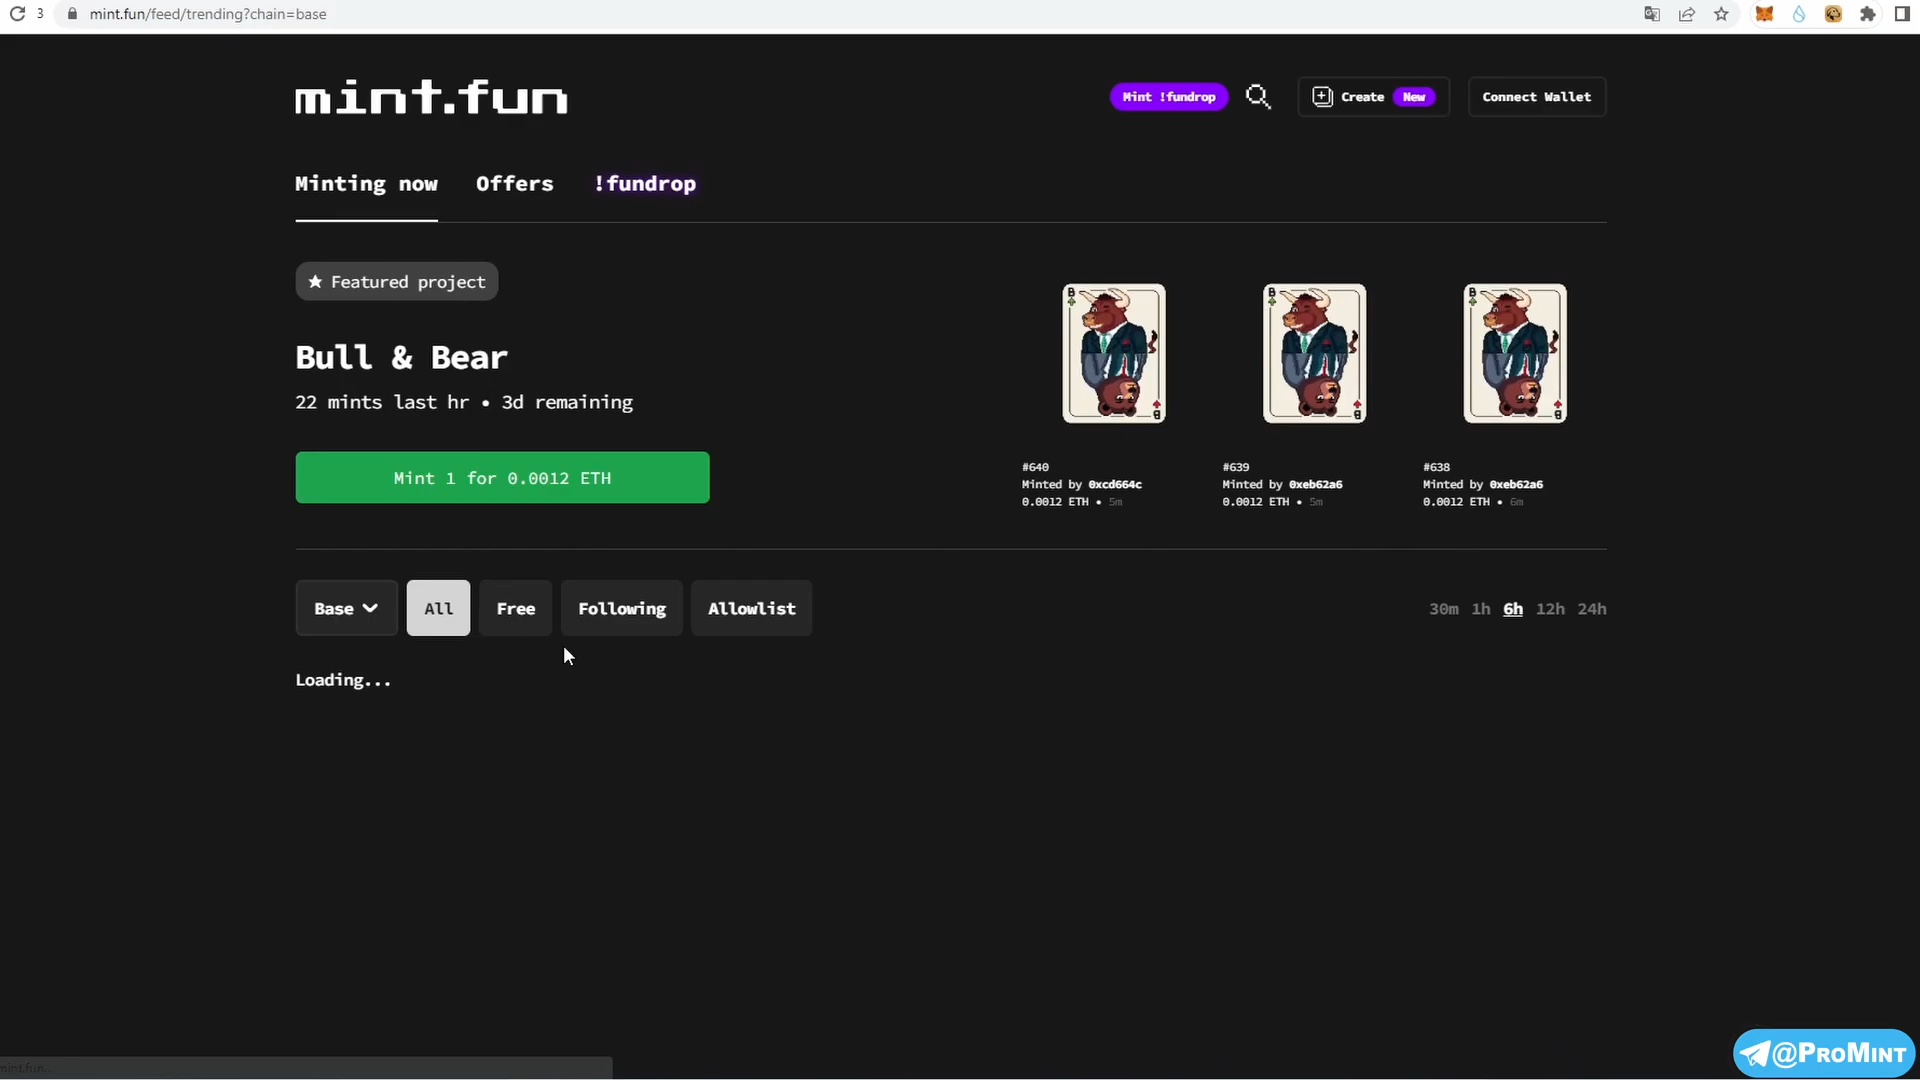 3 mint.fun/feed/trending?chain=base
mint.fun
Mint !fundrop
Create New
Connect Wallet
Minting now Offers !fundrop
★ Featured project
Bull & Bear
22 mints last hr • 3d remaining
Mint 1 for 0.0012 ETH
#640
Minted by 0xcd664c
0.0012 ETH • 5m
#639
Minted by 0xeb62a6
0.0012 ETH • 5m
#638
Minted by 0xeb62a6
0.0012 ETH • 6m
Base All Free Following Allowlist
30m 1h 6h 12h 24h
Loading...
mint.fun...
@PROMINT